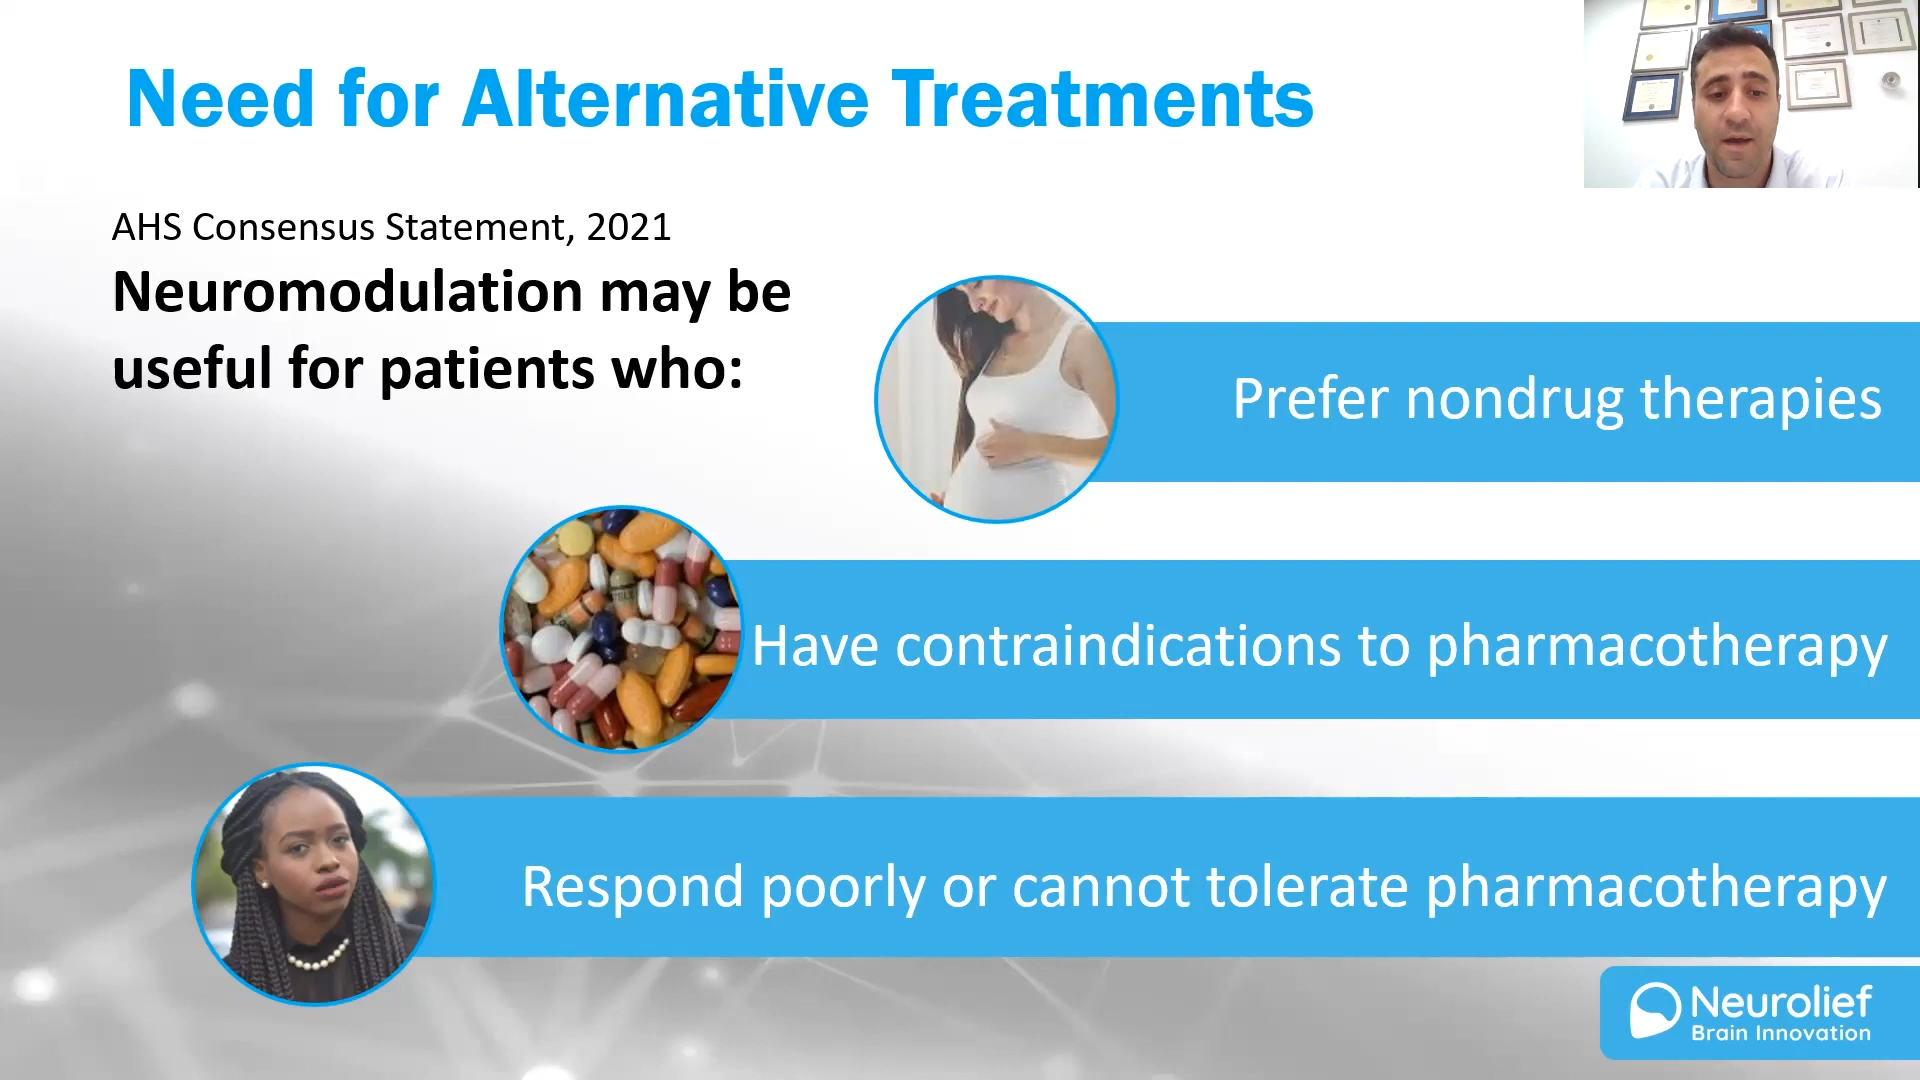 Need for Alternative Treatments
AHS Consensus Statement, 2021
Neuromodulation may be
useful for patients who:
Prefer nondrug therapies
Have contraindications to pharmacotherapy
Respond poorly or cannot tolerate pharmacotherapy
Neurolief
Brain Innovation